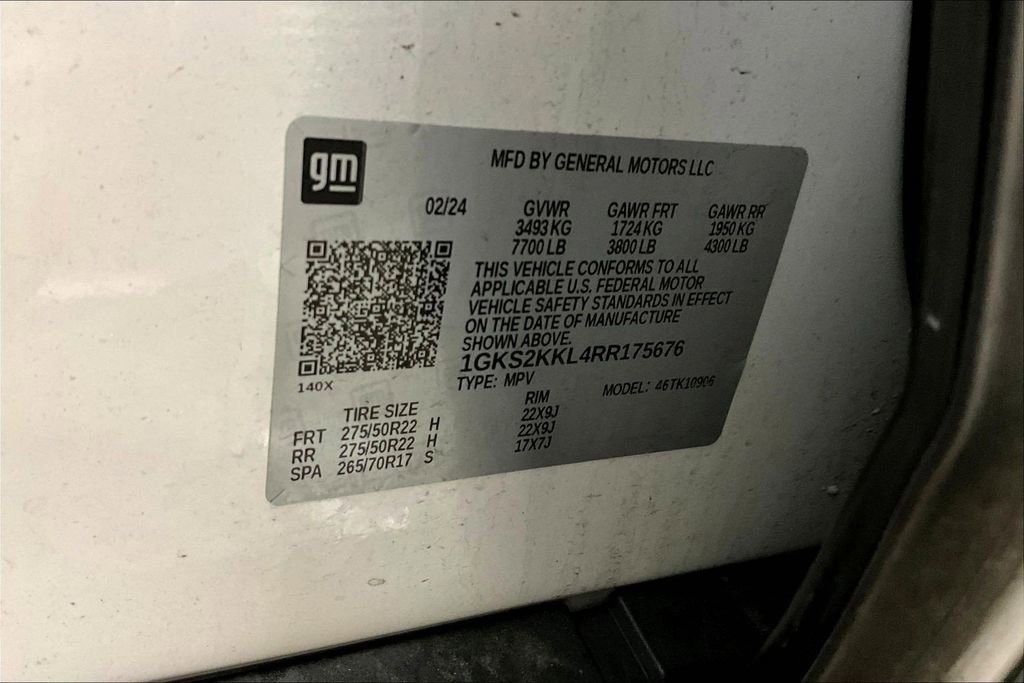 gm
MFD BY GENERAL MOTORS LLC
02/24 GVWR GAWR FRT GAWR RR
3493 KG 1724 KG 1950 KG
7700 LB 3800 LB 4300 LB
THIS VEHICLE CONFORMS TO ALL
APPLICABLE U.S. FEDERAL MOTOR
VEHICLE SAFETY STANDARDS IN EFFECT
ON THE DATE OF MANUFACTURE
SHOWN ABOVE.
1GKS2KKL4RR175676
140X
TYPE: MPV MODEL: 46TK10906
TIRE SIZE RIM
FRT 275/50R22 H 22X9J
RR 275/50R22 H 22X9J
SPA 265/70R17 S 17X7J